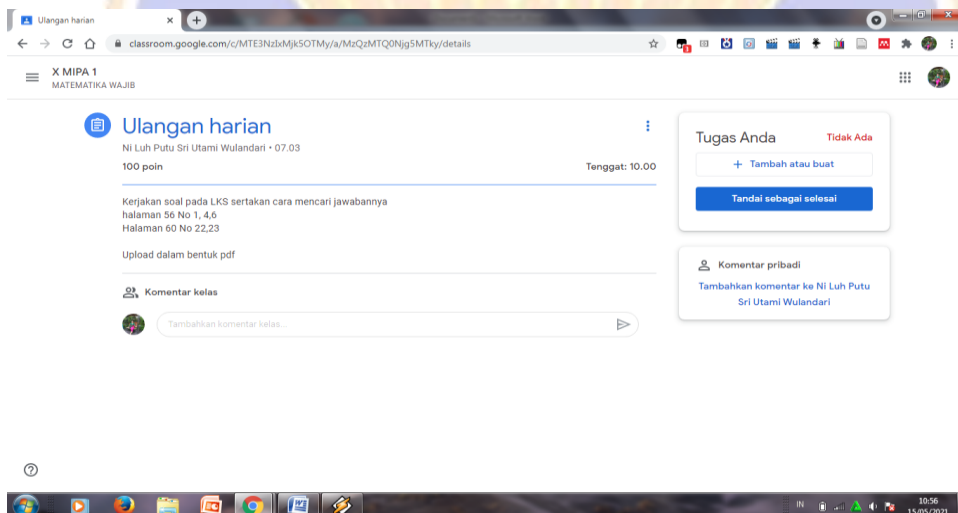 Ulangan harian
classroom.google.com/c/MTE3NzIxMjk5OTMy/a/MzQzMTQ0Njg5MTky/details
X MIPA 1
MATEMATIKA WAJIB
Ulangan harian
Ni Luh Putu Sri Utami Wulandari • 07.03
100 poin
Tenggat: 10.00
Kerjakan soal pada LKS sertakan cara mencari jawabannya
halaman 56 No 1, 4,6
Halaman 60 No 22,23
Upload dalam bentuk pdf
Komentar kelas
Tambahkan komentar kelas...
Tugas Anda
Tidak Ada
+ Tambah atau buat
Tandai sebagai selesai
Komentar pribadi
Tambahkan komentar ke Ni Luh Putu
Sri Utami Wulandari
IN
10:56
15/05/2021